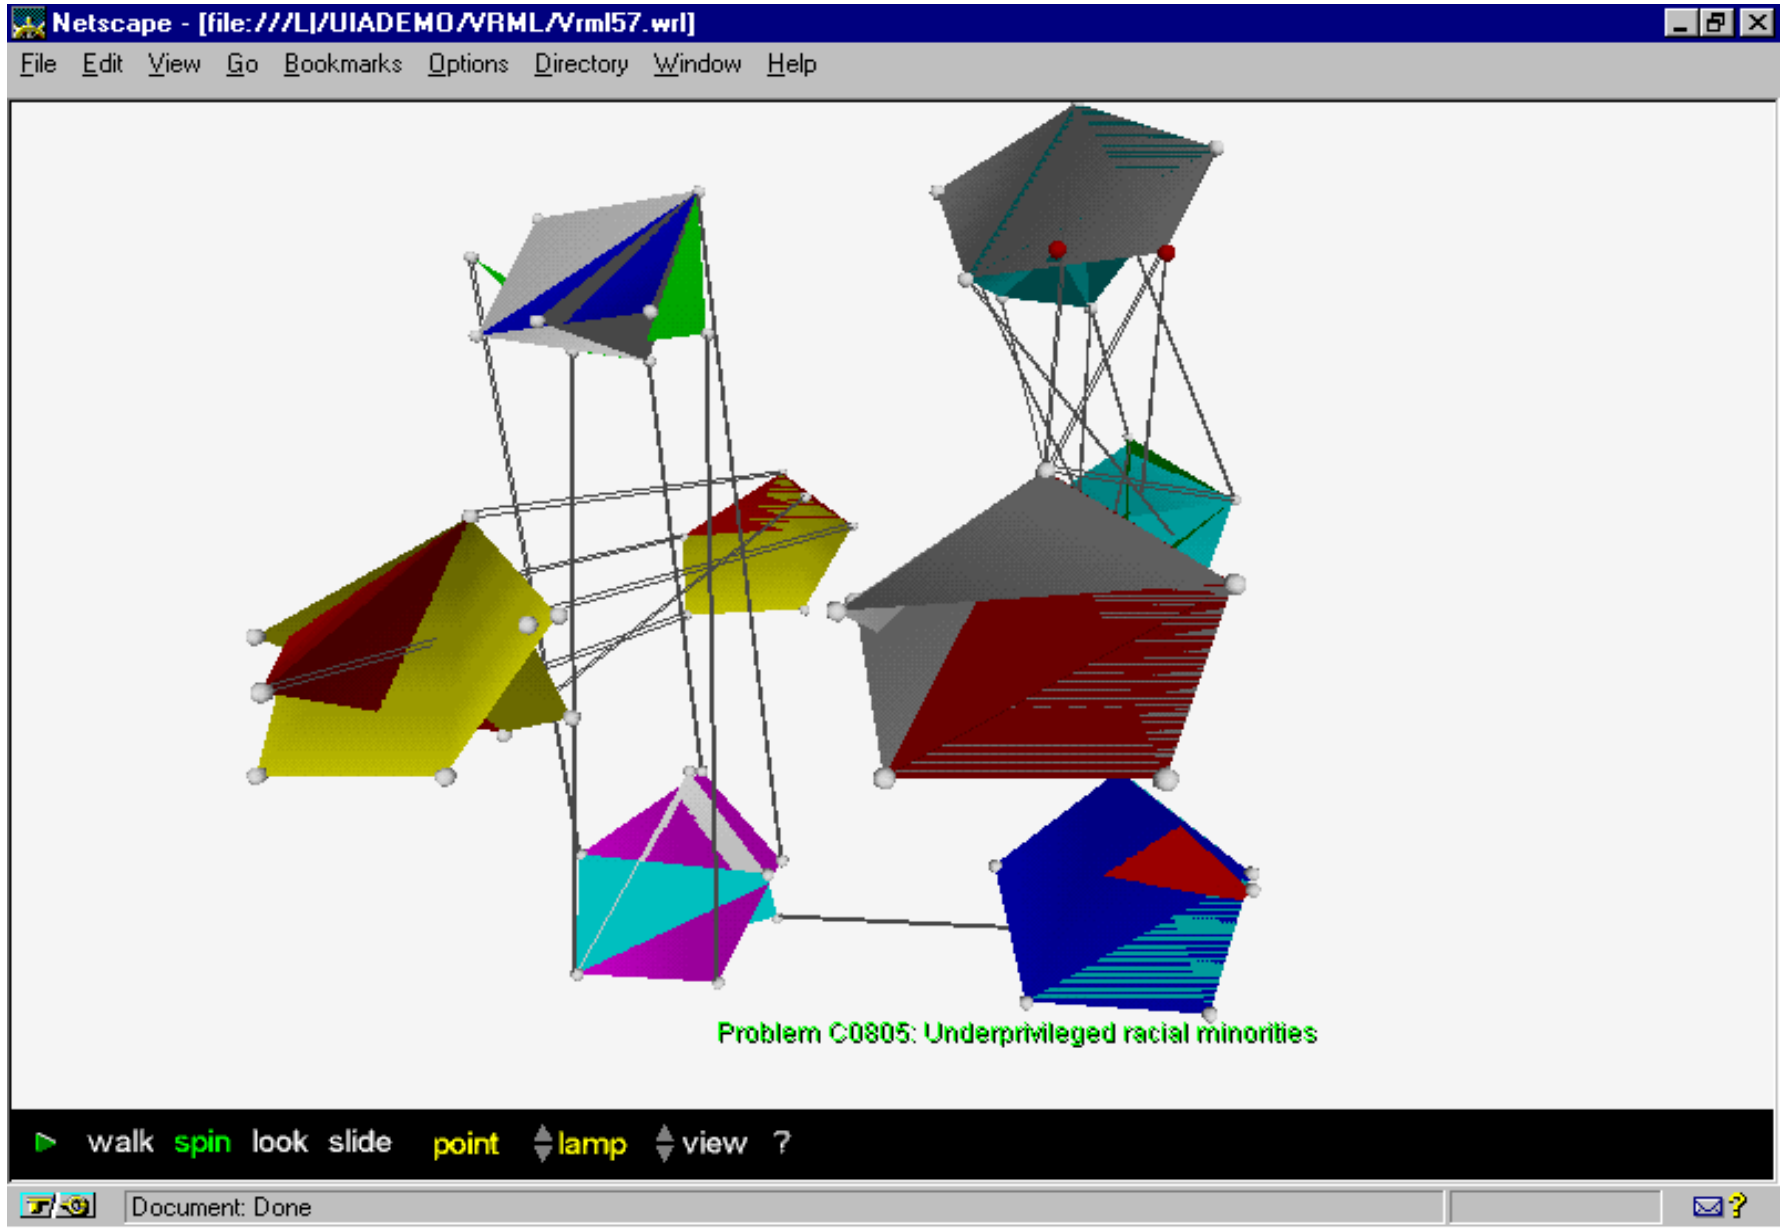 Netscape - [file:///L|/UIADEMO/VRML/Vrml57.wrl]
File Edit View Go Bookmarks Options Directory Window Help
Problem C0805: Underprivileged racial minorities
walk spin look slide point lamp view ?
Document: Done